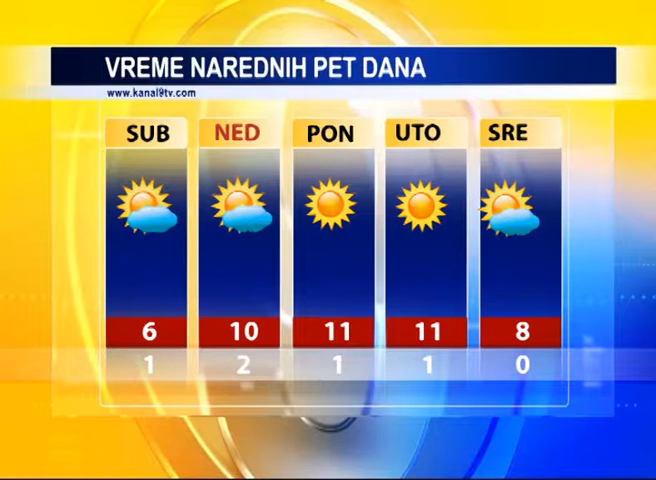 VREME NAREDNIH PET DANA
www.kanal9tv.com
SUB NED PON UTO SRE
6 10 11 11 8
1 2 1 1 0